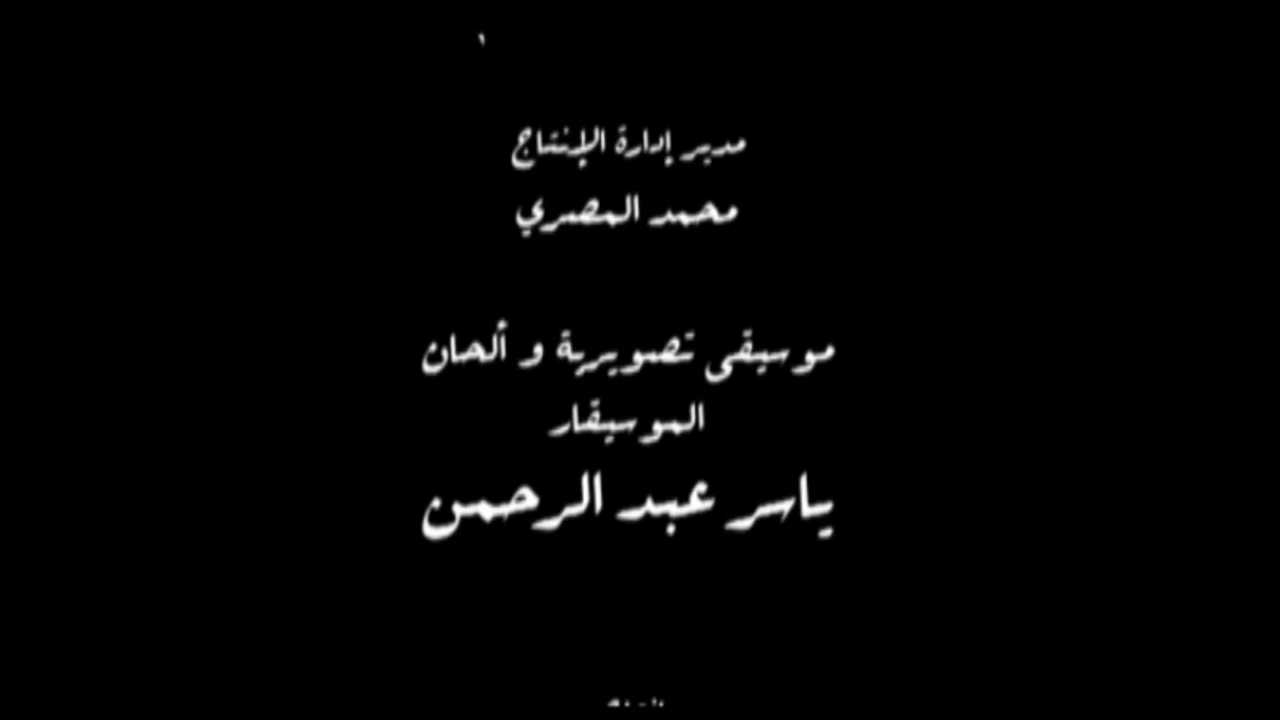 مدير إدارة الإنتاج
محمد المصري
موسيقى تصويرية و ألحان
الموسيقار
ياسر عبد الرحمن